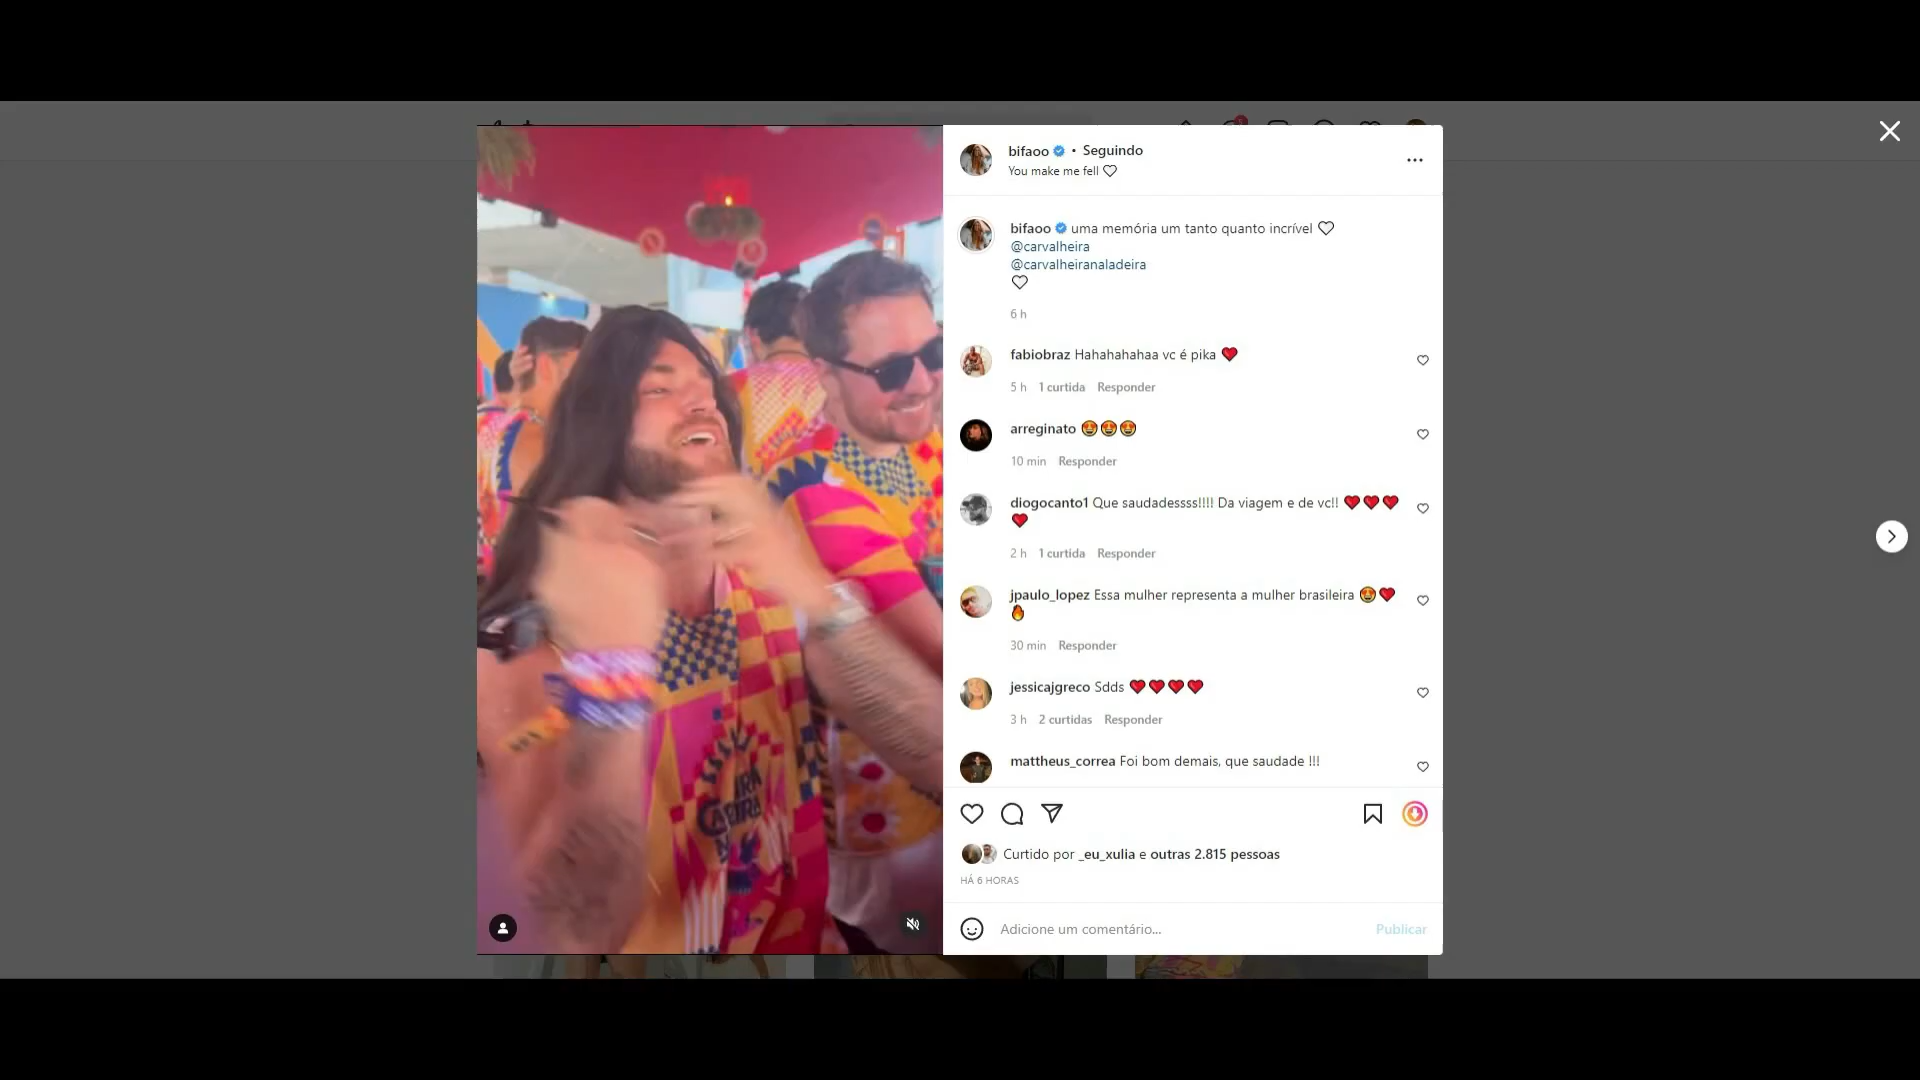 bifaoo • Seguindo
You make me fell
bifaoo uma memória um tanto quanto incrível
@carvalheira
@carvalheiranaladeira
6 h
fabiobraz Hahahahahaa vc é pika
5 h 1 curtida Responder
arreginato
10 min Responder
diogocanto1 Que saudadessss!!!! Da viagem e de vc!!
2 h 1 curtida Responder
jpaulo_lopez Essa mulher representa a mulher brasileira
30 min Responder
jessicajgreco Sdds
3 h 2 curtidas Responder
mattheus_correa Foi bom demais, que saudade !!!
Curtido por _eu_xulia e outras 2.815 pessoas
HÁ 6 HORAS
Adicione um comentário... Publicar